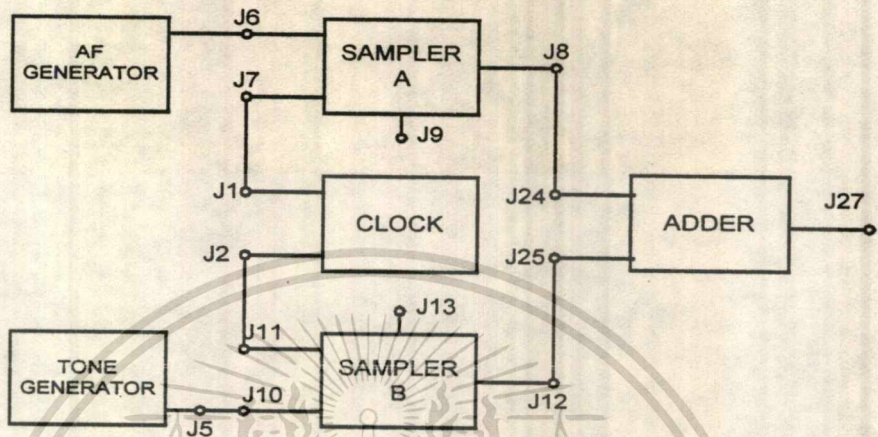 J6
AF
GENERATOR
SAMPLER
A
J8
J7
J9
J1
CLOCK
J24
ADDER
J27
J2
J25
J13
J11
TONE
GENERATOR
SAMPLER
B
J10
J5
J12